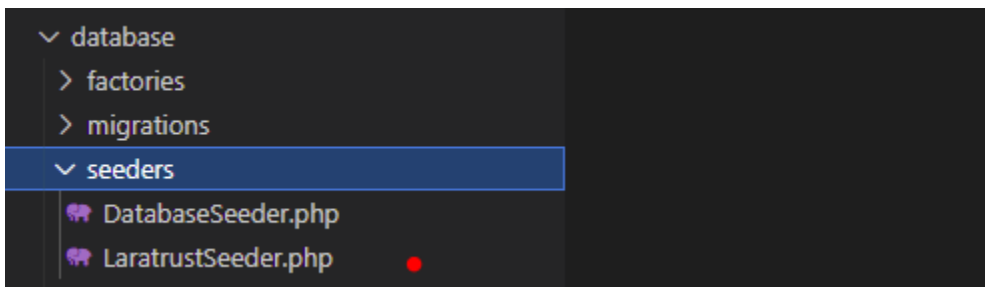 database
factories
migrations
seeders
DatabaseSeeder.php
LaratrustSeeder.php